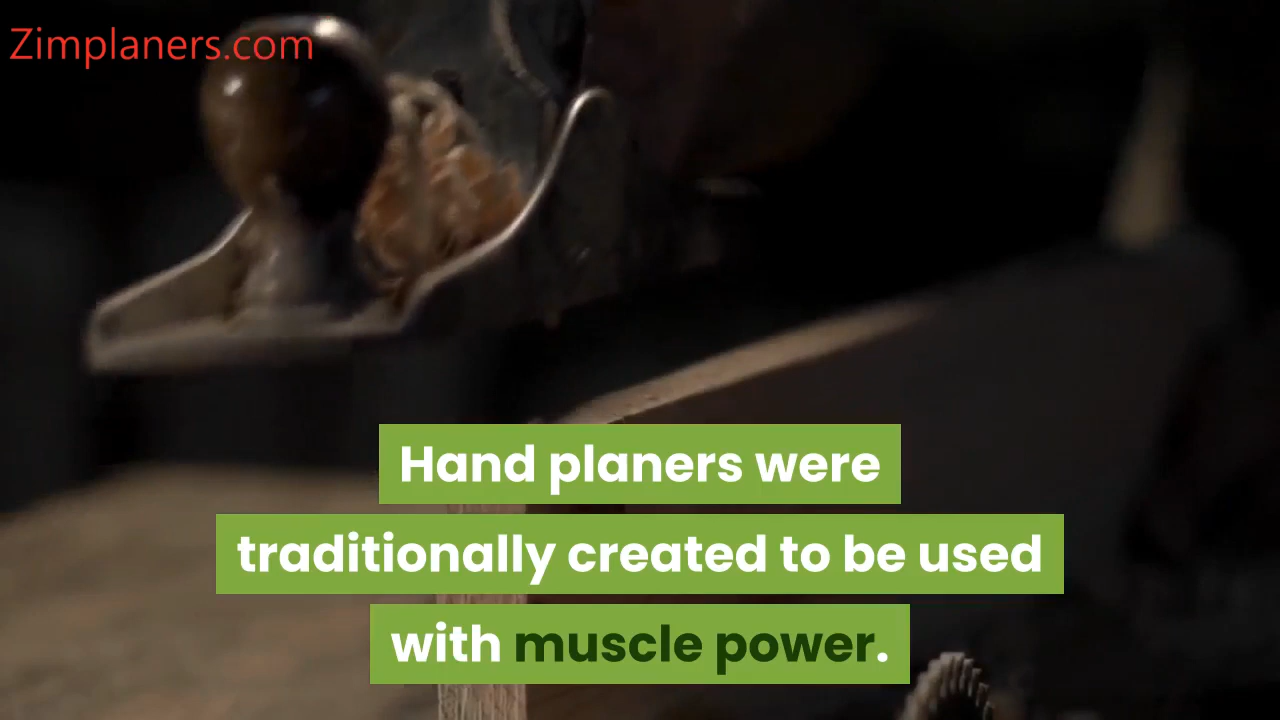 Zimplaners.com
Hand planers were
traditionally created to be used
with muscle power.